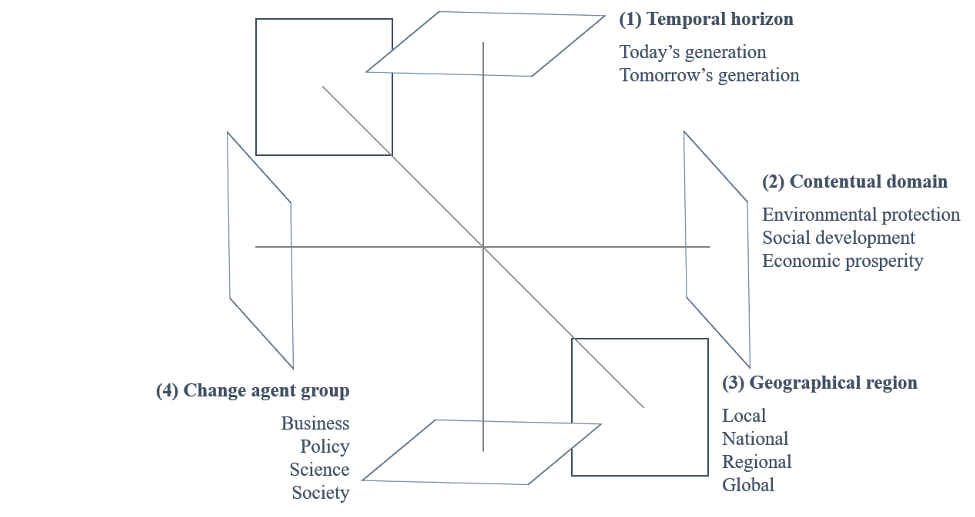 (1) Temporal horizon
Today’s generation
Tomorrow’s generation
(2) Contentual domain
Environmental protection
Social development
Economic prosperity
(3) Geographical region
Local
National
Regional
Global
(4) Change agent group
Business
Policy
Science
Society